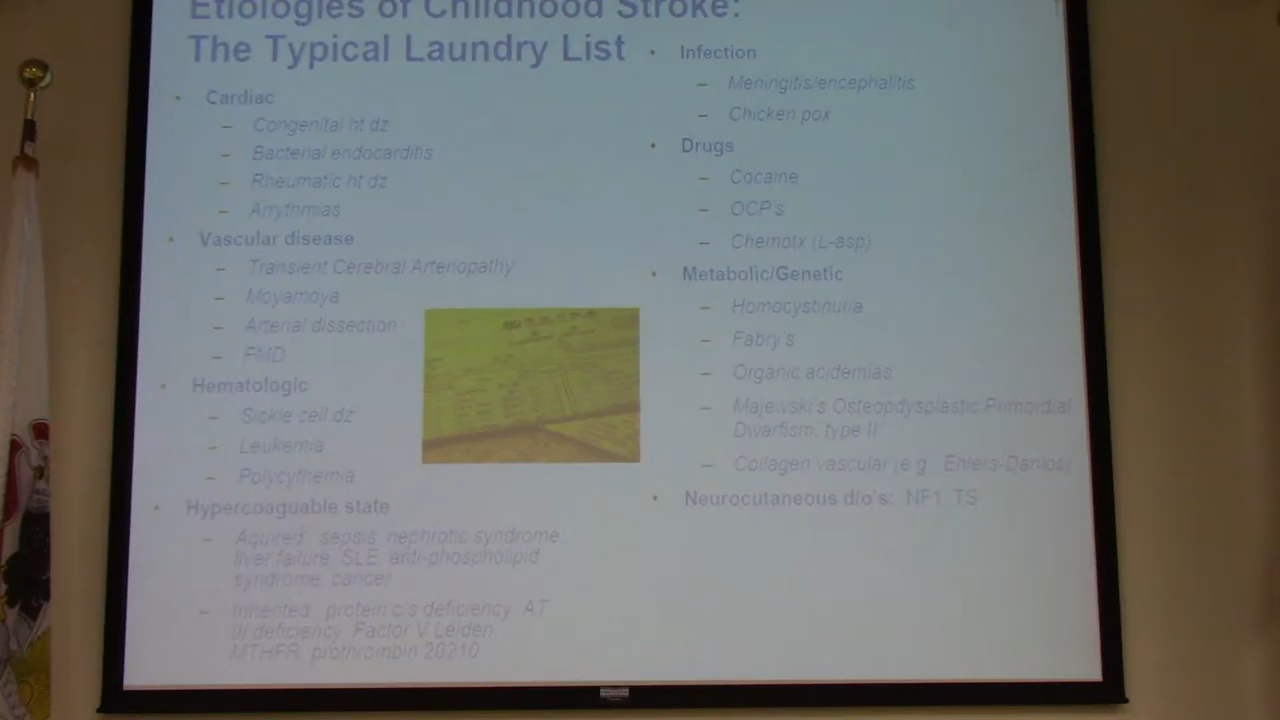 Etiologies of Childhood Stroke:
The Typical Laundry List
Cardiac
– Congenital ht dz
– Bacterial endocarditis
– Rheumatic ht dz
– Arrytmias
Vascular disease
– Transient Cerebral Arteriopathy
– Moyamoya
– Arterial dissection
– FMD
Hematologic
– Sickle cell dz
– Leukemia
– Polycythemia
Hypercoaguable state
– Aquired: sepsis, nephrotic syndrome
liver failure, SLE, anti-phospholipid
syndrome, cancer
– Inherited: protein c/s deficiency, AT
III deficiency, Factor V Leiden,
MTHFR, prothrombin 20210
Infection
– Meningitis/encephalitis
– Chicken pox
Drugs
– Cocaine
– OCP's
– Chemotx (L-asp)
Metabolic/Genetic
– Homocystinuria
– Fabry's
– Organic acidemias
– Majewski's Osteopdysplastic Primordial
Dwarfism, type II
– Collagen vascular (e.g. Ehlers-Danlos)
Neurocutaneous d/o's: NF1, TS